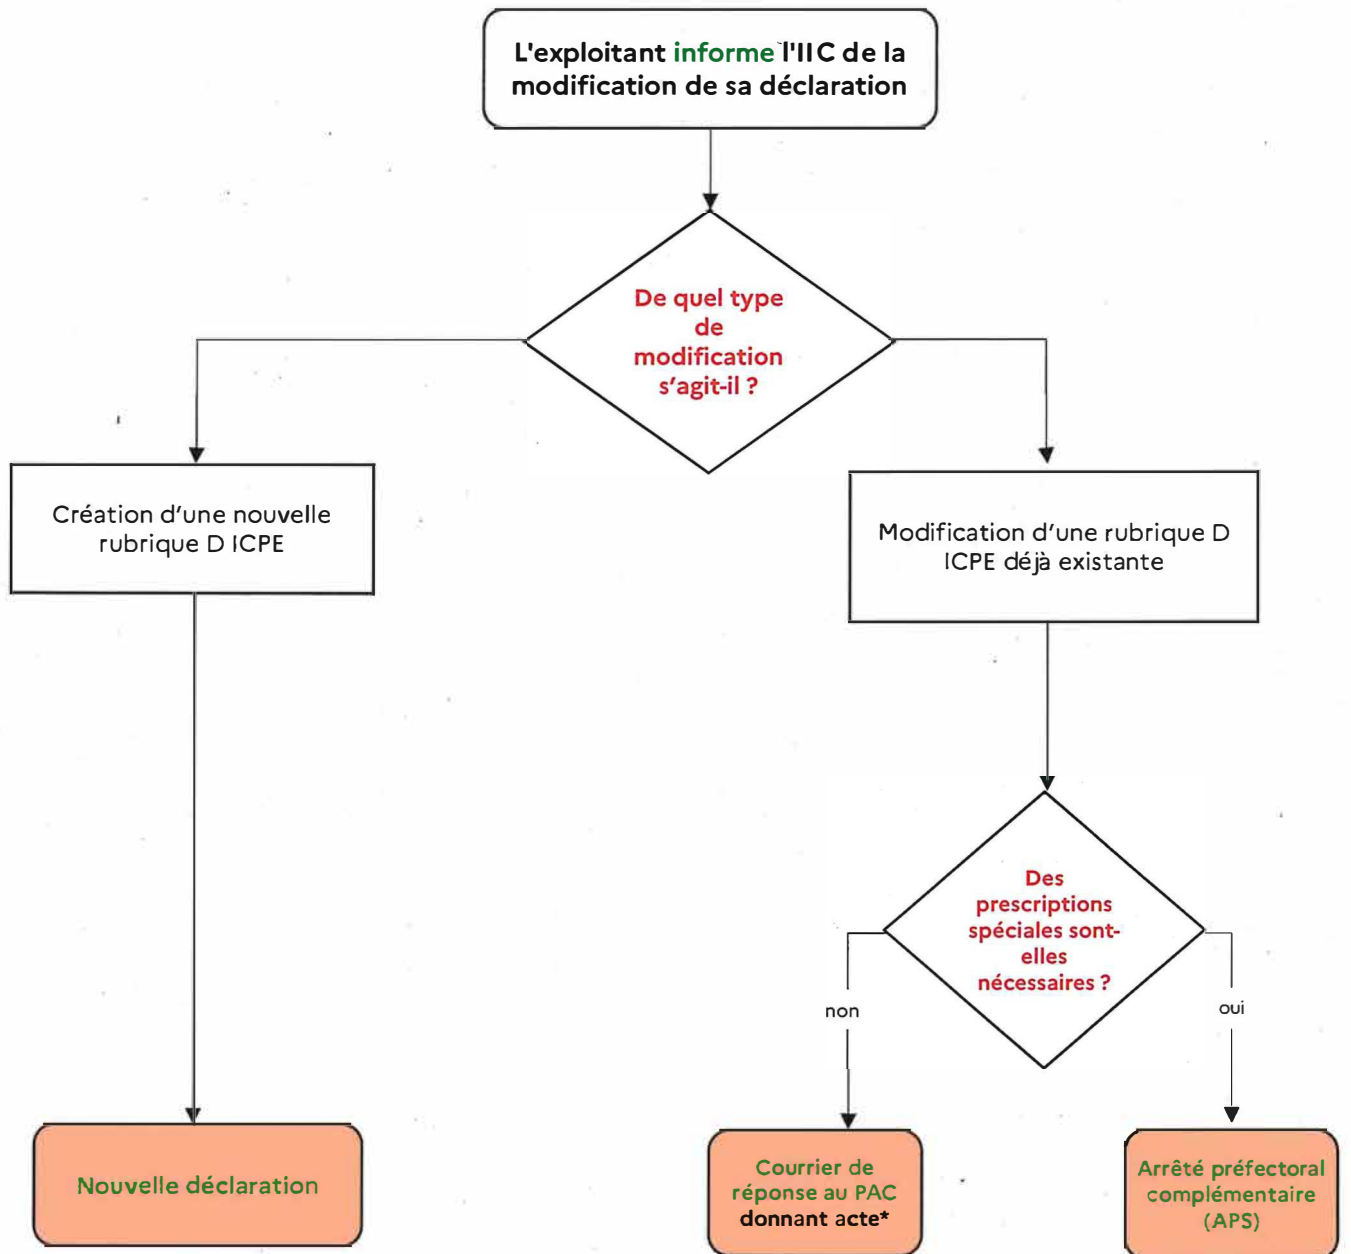 L'exploitant informe l'IIC de la
modification de sa déclaration
De quel type
de
modification
s'agit-il ?
Création d'une nouvelle
rubrique D ICPE
Modification d'une rubrique D
ICPE déjà existante
Des
prescriptions
spéciales sont-
elles
nécessaires ?
non
oui
Nouvelle déclaration
Courrier de
réponse au PAC
donnant acte*
Arrêté préfectoral
complémentaire
(APS)